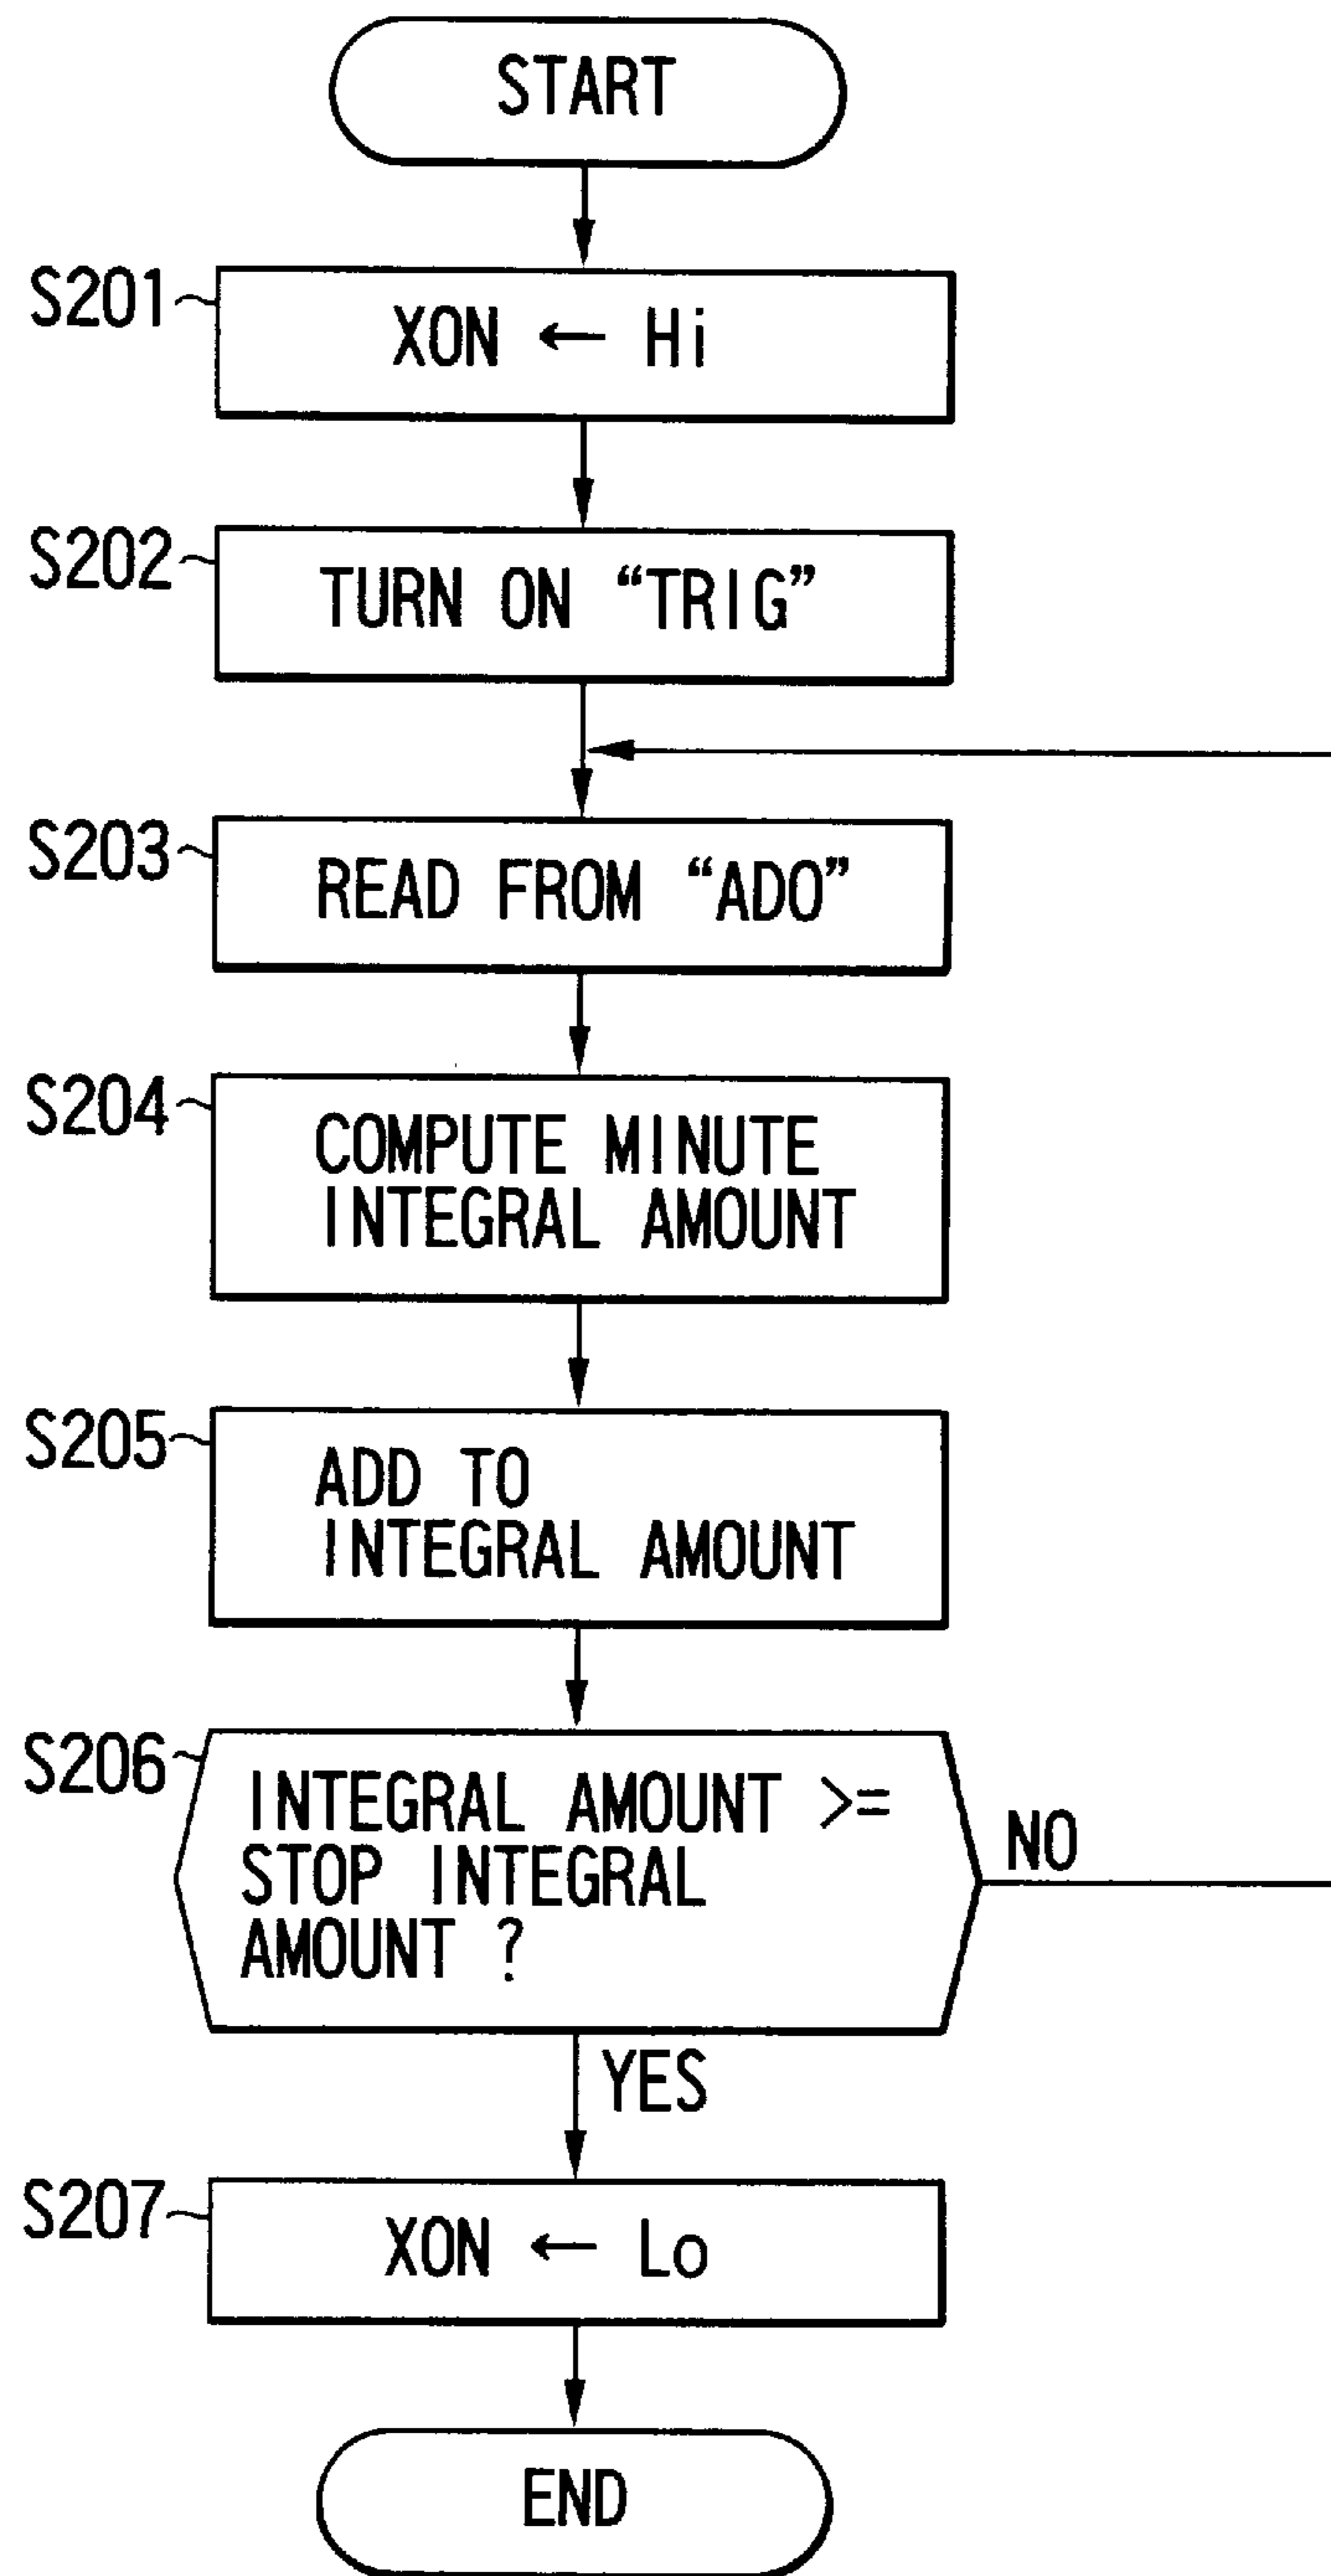 START
S201
XON ← Hi
S202
TURN ON “TRIG”
S203
READ FROM “ADO”
S204
COMPUTE MINUTE
INTEGRAL AMOUNT
S205
ADD TO
INTEGRAL AMOUNT
S206
INTEGRAL AMOUNT >=
STOP INTEGRAL
AMOUNT ?
NO
YES
S207
XON ← Lo
END